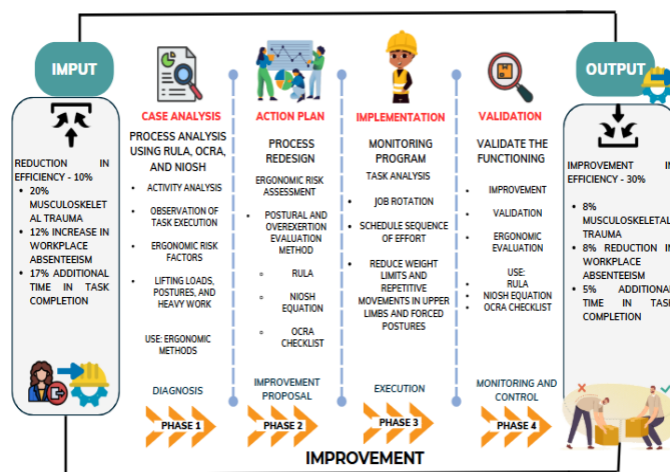 IMPUT
REDUCTION IN
EFFICIENCY - 10%
• 20%
MUSCULOSKELET
AL TRAUMA
• 12% INCREASE IN
WORKPLACE
ABSENTEEISM
• 17% ADDITIONAL
TIME IN TASK
COMPLETION
CASE ANALYSIS
PROCESS ANALYSIS
USING RULA, OCRA,
AND NIOSH
• ACTIVITY ANALYSIS
• OBSERVATION OF
TASK EXECUTION
• ERGONOMIC RISK
FACTORS
• LIFTING LOADS,
POSTURES, AND
HEAVY WORK
USE: ERGONOMIC
METHODS
DIAGNOSIS
PHASE 1
ACTION PLAN
PROCESS
REDESIGN
ERGONOMIC RISK
ASSESSMENT
• POSTURAL AND
OVEREXERTION
EVALUATION
METHOD
○ RULA
○ NIOSH
EQUATION
○ OCRA
CHECKLIST
IMPROVEMENT
PROPOSAL
PHASE 2
IMPLEMENTATION
MONITORING
PROGRAM
TASK ANALYSIS
• JOB ROTATION
• SCHEDULE SEQUENCE
OF EFFORT
• REDUCE WEIGHT
LIMITS AND
REPETITIVE
MOVEMENTS IN UPPER
LIMBS AND FORCED
POSTURES
EXECUTION
PHASE 3
VALIDATION
VALIDATE THE
FUNCTIONING
• IMPROVEMENT
• VALIDATION
• ERGONOMIC
EVALUATION
USE:
• RULA
• NIOSH EQUATION
• OCRA CHECKLIST
MONITORING AND
CONTROL
PHASE 4
OUTPUT
IMPROVEMENT IN
EFFICIENCY - 30%
• 8%
MUSCULOSKELETAL
TRAUMA
• 8% REDUCTION IN
WORKPLACE
ABSENTEEISM
• 5% ADDITIONAL
TIME IN TASK
COMPLETION
IMPROVEMENT